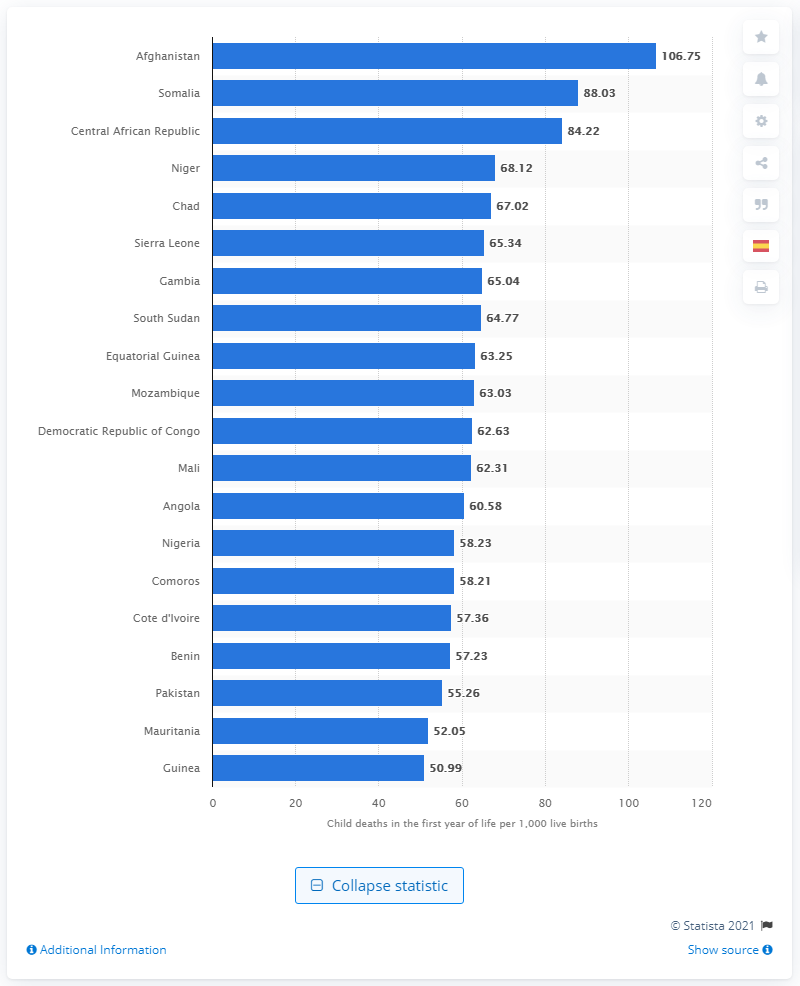 Afghanistan 106.75
Somalia 88.03
Central African Republic 84.22
Niger 68.12
Chad 67.02
Sierra Leone 65.34
Gambia 65.04
South Sudan 64.77
Equatorial Guinea 63.25
Mozambique 63.03
Democratic Republic of Congo 62.63
Mali 62.31
Angola 60.58
Nigeria 58.23
Comoros 58.21
Cote d'Ivoire 57.36
Benin 57.23
Pakistan 55.26
Mauritania 52.05
Guinea 50.99
0 20 40 60 80 100 120
Child deaths in the first year of life per 1,000 live births
Collapse statistic
© Statista 2021
Additional Information Show source